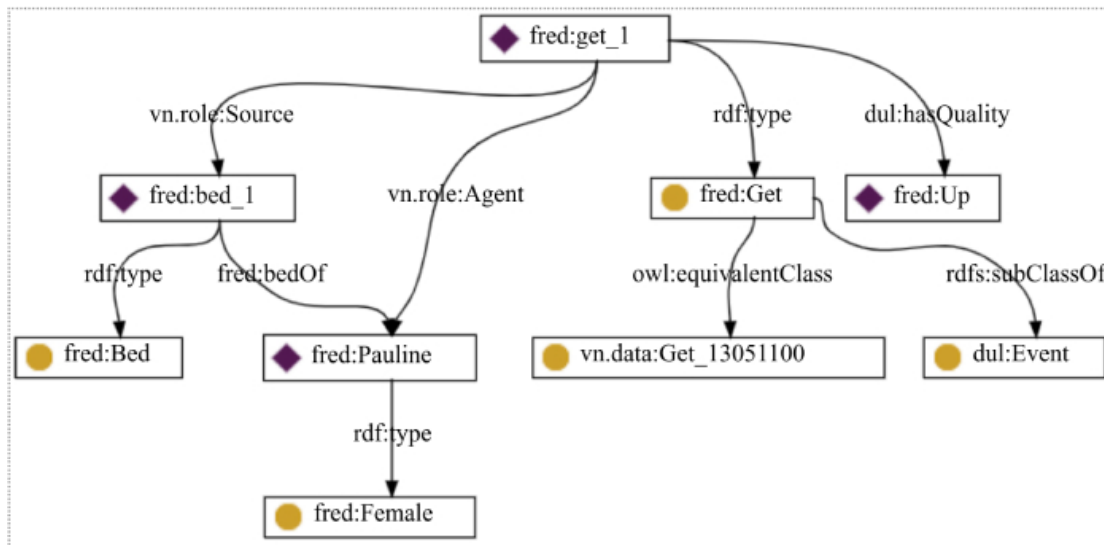 fred:get_1
vn.role:Source
rdf:type
dul:hasQuality
fred:bed_1
vn.role:Agent
fred:Get
fred:Up
rdf:type
fred:bedOf
owl:equivalentClass
rdfs:subClassOf
fred:Bed
fred:Pauline
vn.data:Get_13051100
dul:Event
rdf:type
fred:Female